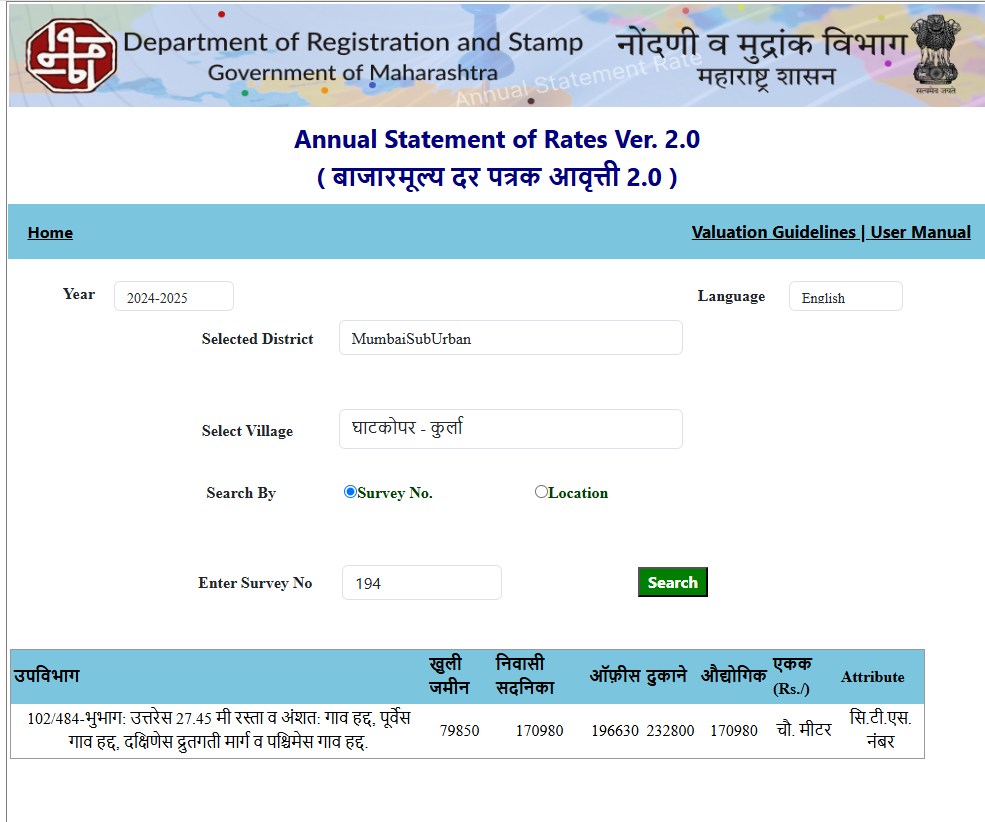 Department of Registration and Stamp
Government of Maharashtra
नोंदणी व मुद्रांक विभाग
महाराष्ट्र शासन
सत्यमेव जयते
Annual Statement Rate
Annual Statement of Rates Ver. 2.0
( बाजारमूल्य दर पत्रक आवृत्ती 2.0 )
Home
Valuation Guidelines | User Manual
Year 2024-2025 Language English
Selected District MumbaiSubUrban
Select Village घाटकोपर - कुर्ला
Search By Survey No. Location
Enter Survey No 194 Search
उपविभाग खुली जमीन निवासी सदनिका ऑफ़ीस दुकाने औद्योगिक एकक (Rs./) Attribute
102/484-भुभाग: उत्तरेस 27.45 मी रस्ता व अंशत: गाव हद्द, पूर्वेस
गाव हद्द, दक्षिणेस द्रुतगती मार्ग व पश्चिमेस गाव हद्द.
79850 170980 196630 232800 170980 चौ. मीटर सि.टी.एस. नंबर